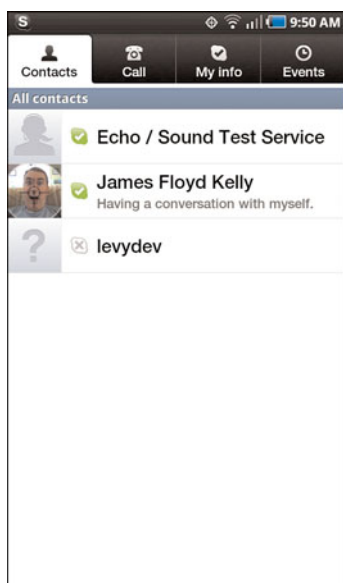 S 9:50 AM
Contacts Call My info Events
All contacts
Echo / Sound Test Service
James Floyd Kelly
Having a conversation with myself.
? levydev